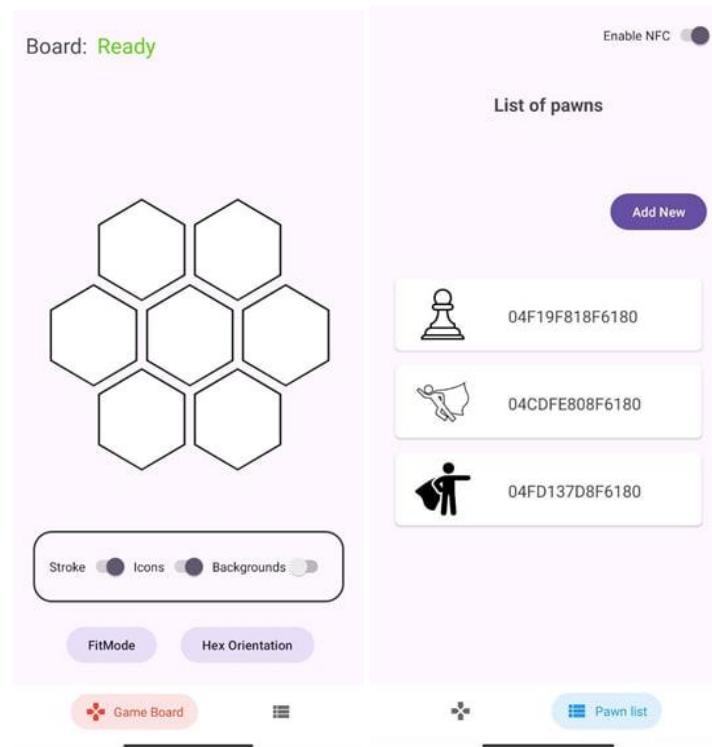 Board: Ready
Stroke Icons Backgrounds
FitMode Hex Orientation
Game Board
Enable NFC
List of pawns
Add New
04F19F818F6180
04CDFE808F6180
04FD137D8F6180
Pawn list